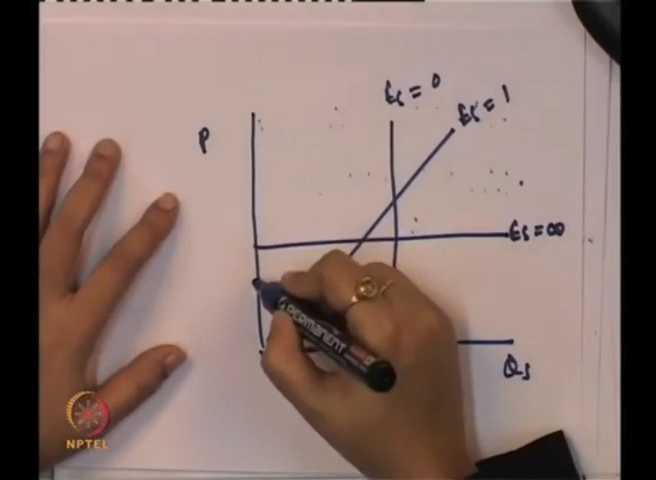 Es = 0
Es = 1
P
Es = ∞
PERMANENT
Qs
NPTEL